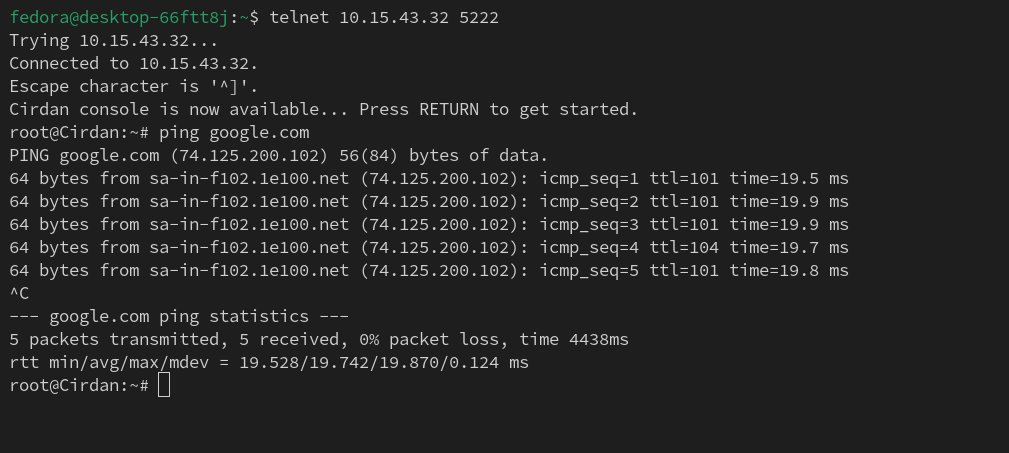 fedora@desktop-66ftt8j:~$ telnet 10.15.43.32 5222
Trying 10.15.43.32...
Connected to 10.15.43.32.
Escape character is '^]'.
Cirdan console is now available... Press RETURN to get started.
root@Cirdan:~# ping google.com
PING google.com (74.125.200.102) 56(84) bytes of data.
64 bytes from sa-in-f102.1e100.net (74.125.200.102): icmp_seq=1 ttl=101 time=19.5 ms
64 bytes from sa-in-f102.1e100.net (74.125.200.102): icmp_seq=2 ttl=101 time=19.9 ms
64 bytes from sa-in-f102.1e100.net (74.125.200.102): icmp_seq=3 ttl=101 time=19.9 ms
64 bytes from sa-in-f102.1e100.net (74.125.200.102): icmp_seq=4 ttl=104 time=19.7 ms
64 bytes from sa-in-f102.1e100.net (74.125.200.102): icmp_seq=5 ttl=101 time=19.8 ms
^C
--- google.com ping statistics ---
5 packets transmitted, 5 received, 0% packet loss, time 4438ms
rtt min/avg/max/mdev = 19.528/19.742/19.870/0.124 ms
root@Cirdan:~#